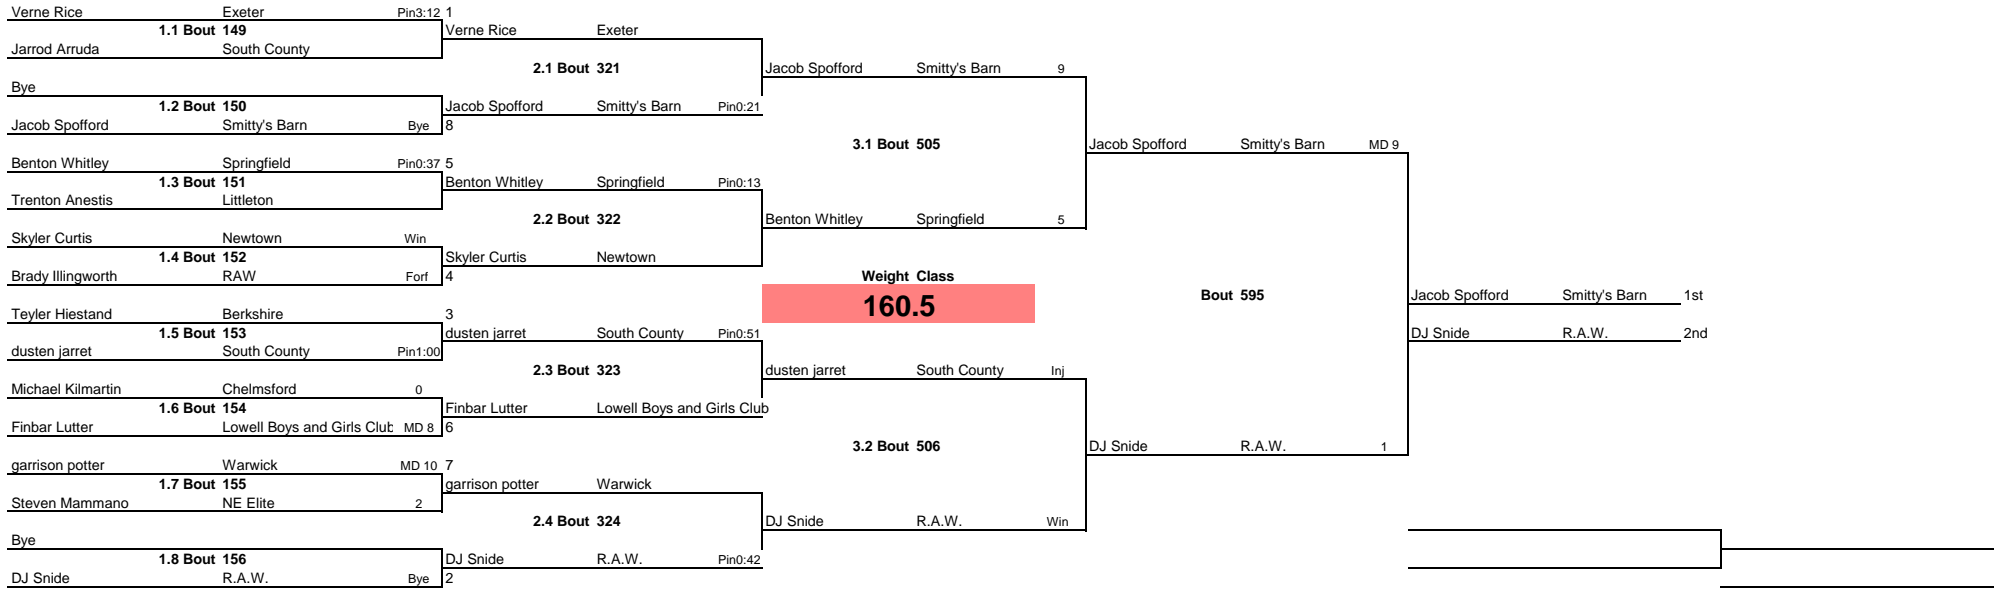 Verne Rice Exeter Pin3:12 1
1.1 Bout 149 Verne Rice Exeter
Jarrod Arruda South County
2.1 Bout 321 Jacob Spofford Smitty's Barn 9
Bye
1.2 Bout 150 Jacob Spofford Smitty's Barn Pin0:21
Jacob Spofford Smitty's Barn Bye 8
3.1 Bout 505 Jacob Spofford Smitty's Barn MD 9
Benton Whitley Springfield Pin0:37 5
1.3 Bout 151 Benton Whitley Springfield Pin0:13
Trenton Anestis Littleton
2.2 Bout 322 Benton Whitley Springfield 5
Skyler Curtis Newtown Win
1.4 Bout 152 Skyler Curtis Newtown
Brady Illingworth RAW Forf 4 Weight Class
160.5 Bout 595 Jacob Spofford Smitty's Barn 1st
Teyler Hiestand Berkshire 3
1.5 Bout 153 dusten jarret South County Pin0:51 DJ Snide R.A.W. 2nd
dusten jarret South County Pin1:00
2.3 Bout 323 dusten jarret South County Inj
Michael Kilmartin Chelmsford 0
1.6 Bout 154 Finbar Lutter Lowell Boys and Girls Club
Finbar Lutter Lowell Boys and Girls Club MD 8 6
3.2 Bout 506 DJ Snide R.A.W. 1
garrison potter Warwick MD 10 7
1.7 Bout 155 garrison potter Warwick
Steven Mammano NE Elite 2
2.4 Bout 324 DJ Snide R.A.W. Win
Bye
1.8 Bout 156 DJ Snide R.A.W. Pin0:42
DJ Snide R.A.W. Bye 2